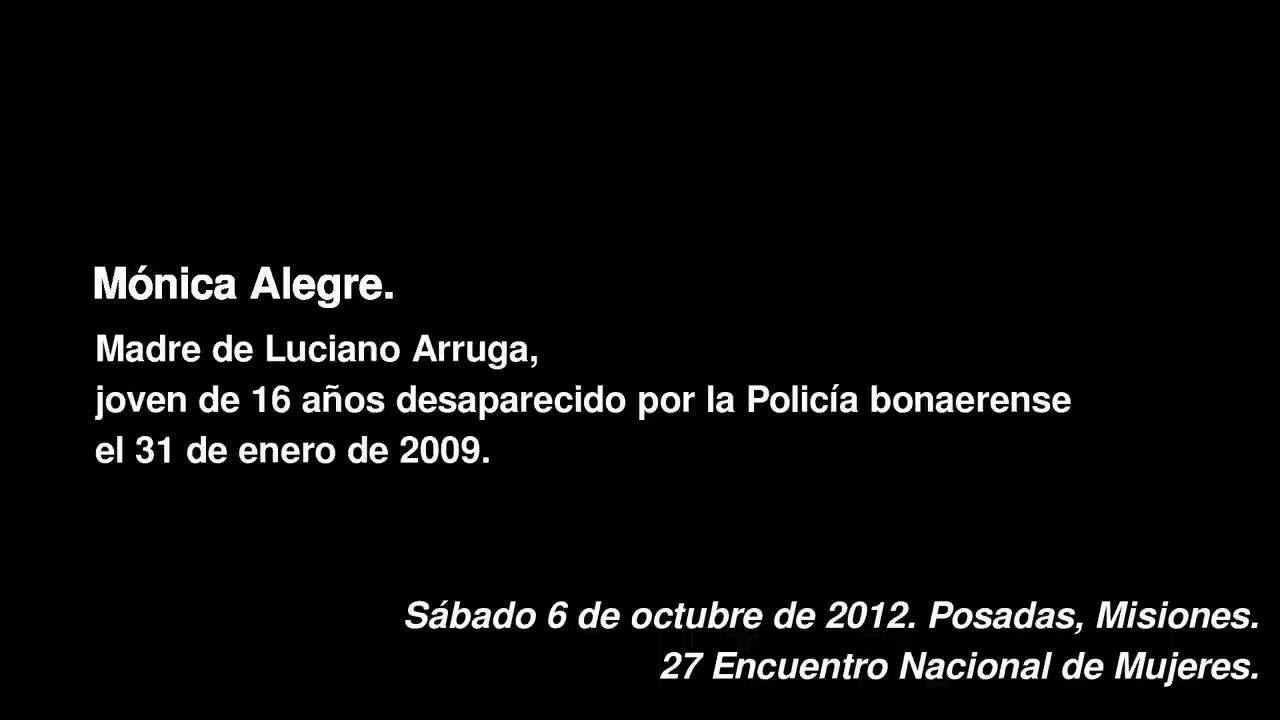 Mónica Alegre.
Madre de Luciano Arruga,
joven de 16 años desaparecido por la Policía bonaerense
el 31 de enero de 2009.
Sábado 6 de octubre de 2012. Posadas, Misiones.
27 Encuentro Nacional de Mujeres.